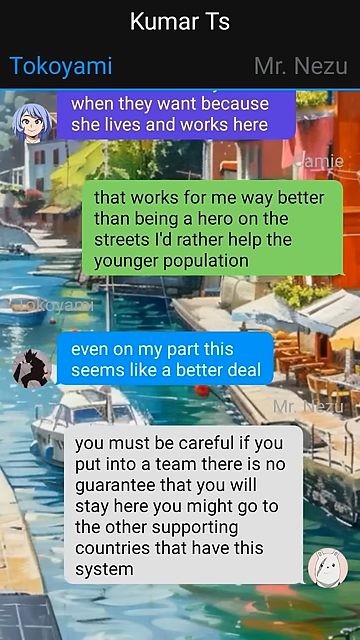 Kumar Ts
Tokoyami
Mr. Nezu
when they want because
she lives and works here
Jamie
that works for me way better
than being a hero on the
streets I'd rather help the
younger population
Tokoyami
even on my part this
seems like a better deal
Mr. Nezu
you must be careful if you
put into a team there is no
guarantee that you will
stay here you might go to
the other supporting
countries that have this
system